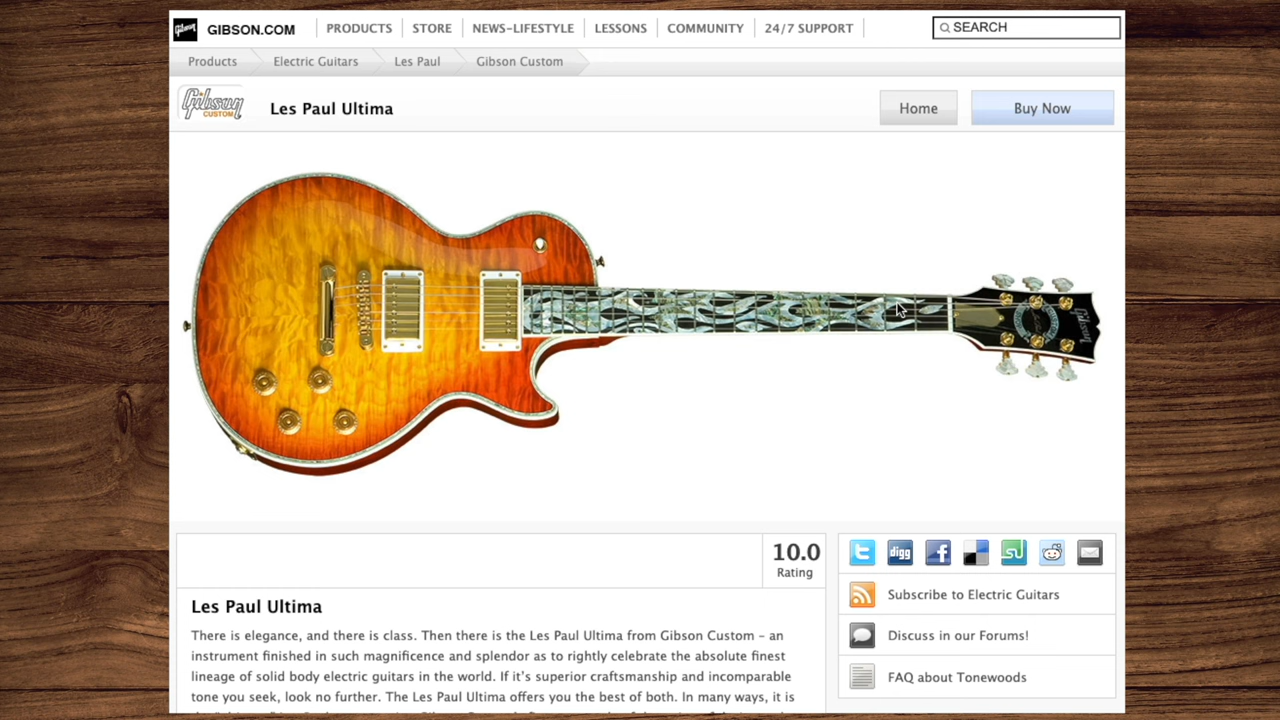 Gibson GIBSON.COM PRODUCTS STORE NEWS-LIFESTYLE LESSONS COMMUNITY 24/7 SUPPORT SEARCH
Products Electric Guitars Les Paul Gibson Custom
Gibson
CUSTOM
Les Paul Ultima
Home
Buy Now
Gibson
10.0
Rating
digg
Les Paul Ultima
There is elegance, and there is class. Then there is the Les Paul Ultima from Gibson Custom – an
instrument finished in such magnificence and splendor as to rightly celebrate the absolute finest
lineage of solid body electric guitars in the world. If it's superior craftsmanship and incomparable
tone you seek, look no further. The Les Paul Ultima offers you the best of both. In many ways, it is
Subscribe to Electric Guitars
Discuss in our Forums!
FAQ about Tonewoods